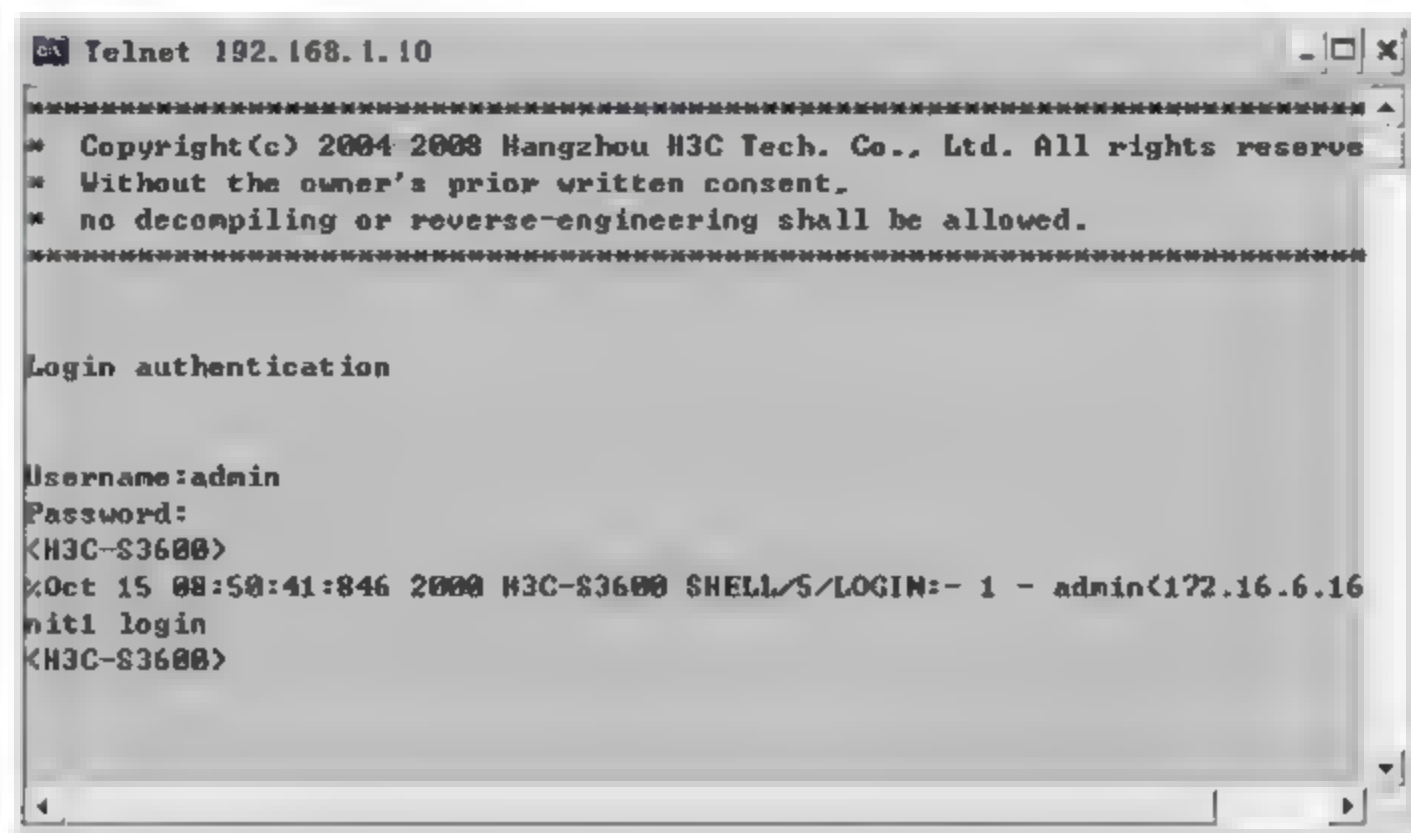 Telnet 192.168.1.10
************************************************************************
*  Copyright(c) 2004-2008 Hangzhou H3C Tech. Co., Ltd. All rights reserve
*  Without the owner's prior written consent,
*  no decompiling or reverse-engineering shall be allowed.
************************************************************************
Login authentication
Username:admin
Password:
<H3C-S3600>
%Oct 15 08:50:41:846 2000 H3C-S3600 SHELL/5/LOGIN:- 1 - admin(172.16.6.16
nit1 login
<H3C-S3600>